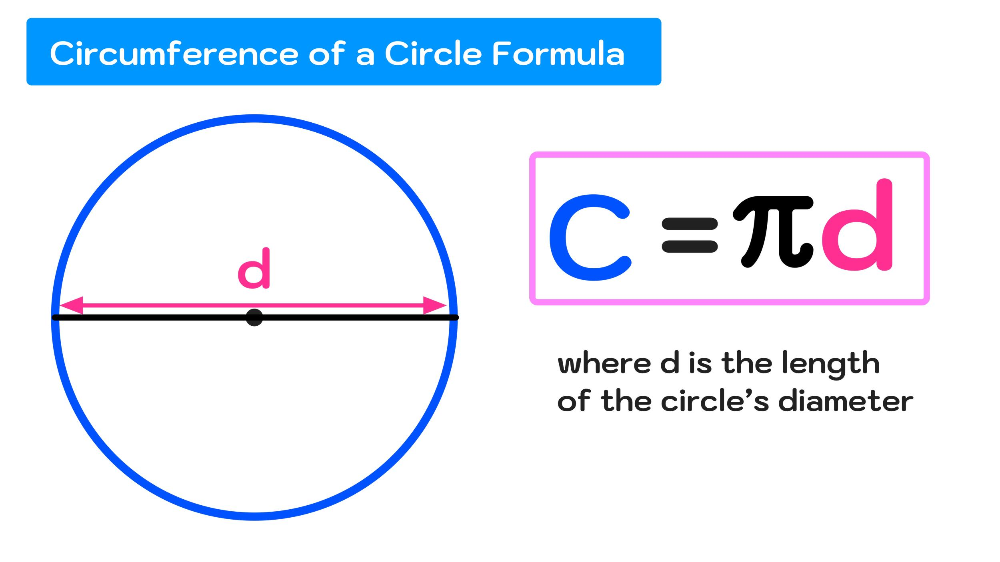 Circumference of a Circle Formula
d
C = πd
where d is the length
of the circle’s diameter